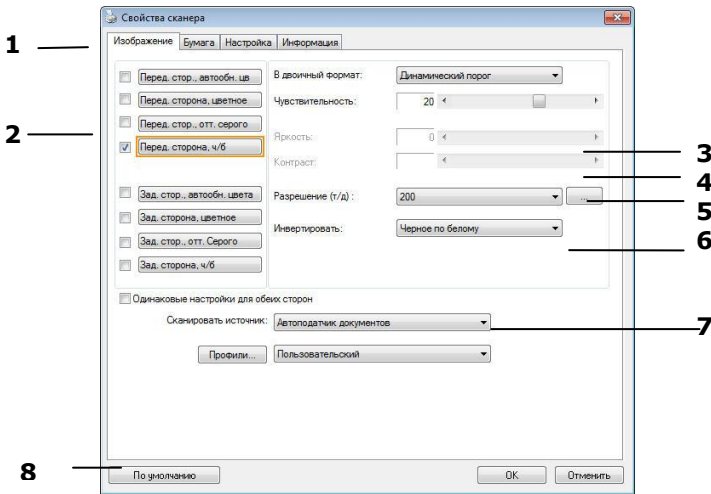 Свойства сканера
1
Изображение Бумага Настройка Информация
Перед. стор., автообн. цв
В двоичный формат: Динамический порог
Перед. сторона, цветное
Чувствительность: 20
2
Перед. стор., отт. серого
Яркость: 0
Перед. сторона, ч/б
3
Контраст:
4
Зад. стор., автообн. цвета
Разрешение (т/д) : 200 ...
5
Зад. сторона, цветное
Инвертировать: Черное по белому
6
Зад. стор., отт. Серого
Зад. сторона, ч/б
Одинаковые настройки для обеих сторон
Сканировать источник: Автоподатчик документов
7
Профили... Пользовательский
8
По умолчанию OK Отменить